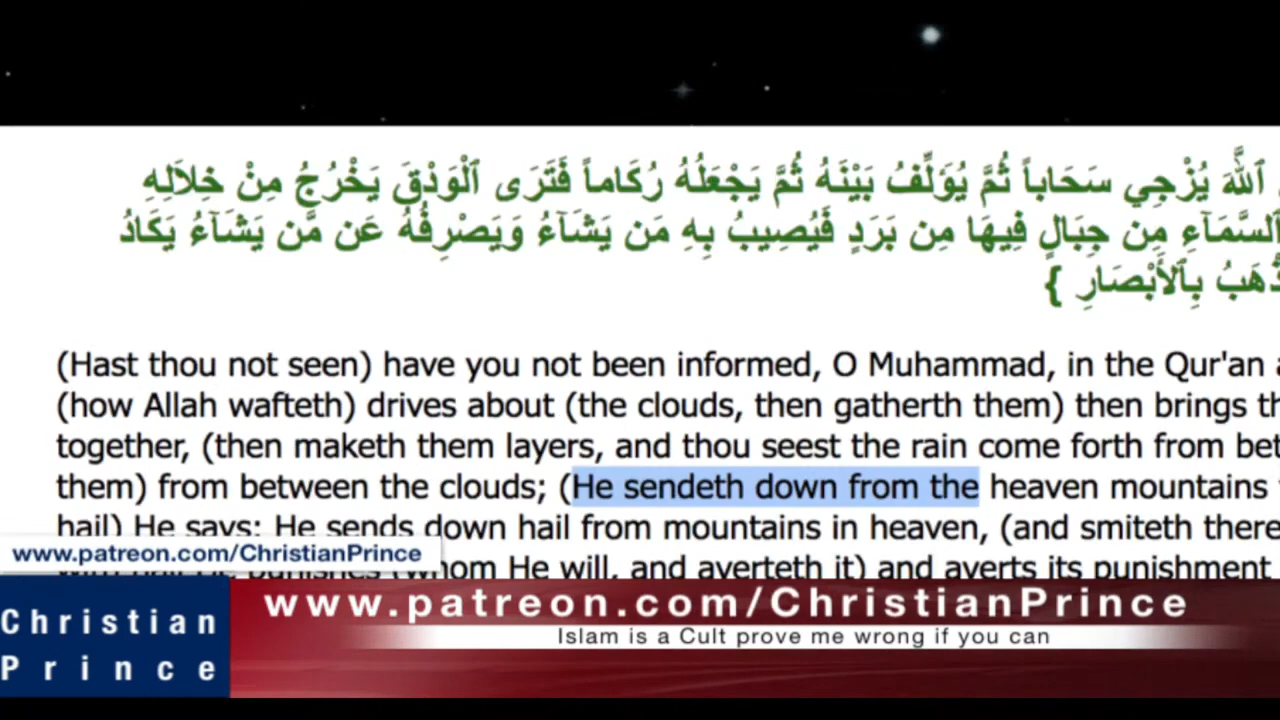 ٱللَّهَ يُزْجِي سَحَاباً ثُمَّ يُؤَلِّفُ بَيْنَهُ ثُمَّ يَجْعَلُهُ رُكَاماً فَتَرَى ٱلْوَدْقَ يَخْرُجُ مِنْ خِلاَلِهِ
ٱلسَّمَآءِ مِن جِبَالٍ فِيهَا مِن بَرَدٍ فَيُصِيبُ بِهِ مَن يَشَآءُ وَيَصْرِفُهُ عَن مَّن يَشَآءُ يَكَادُ
بِٱلأَبْصَارِ }
(Hast thou not seen) have you not been informed, O Muhammad, in the Qur'an
(how Allah wafteth) drives about (the clouds, then gatherth them) then brings
together, (then maketh them layers, and thou seest the rain come forth from
them) from between the clouds; (He sendeth down from the heaven mountains
hail) He says: He sends down hail from mountains in heaven, (and smiteth
He punishes (whom He will, and averteth it) and averts its punishment
www.patreon.com/ChristianPrince
www.patreon.com/ChristianPrince
Islam is a Cult prove me wrong if you can
Christian
Prince